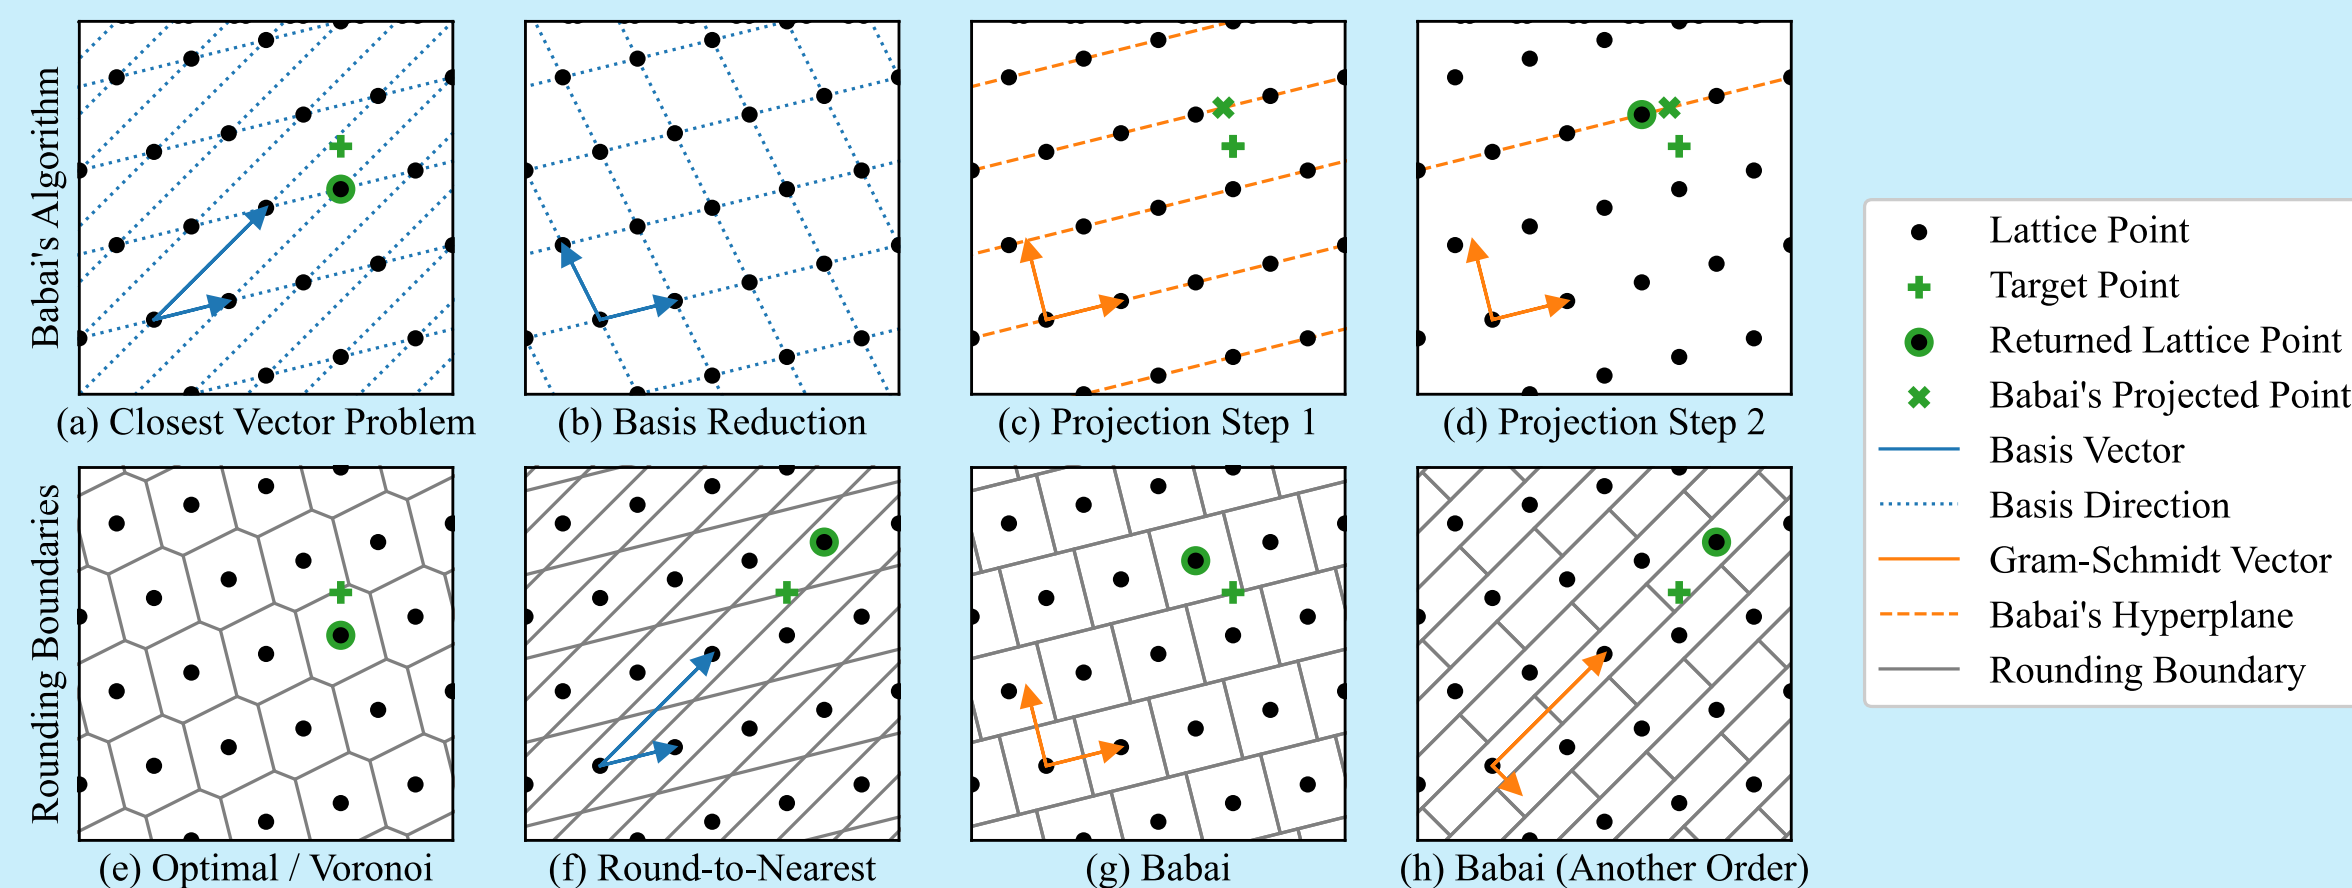 Babai's Algorithm
(a) Closest Vector Problem
(b) Basis Reduction
(c) Projection Step 1
(d) Projection Step 2
Rounding Boundaries
(e) Optimal / Voronoi
(f) Round-to-Nearest
(g) Babai
(h) Babai (Another Order)
Lattice Point
Target Point
Returned Lattice Point
Babai's Projected Point
Basis Vector
Basis Direction
Gram-Schmidt Vector
Babai's Hyperplane
Rounding Boundary